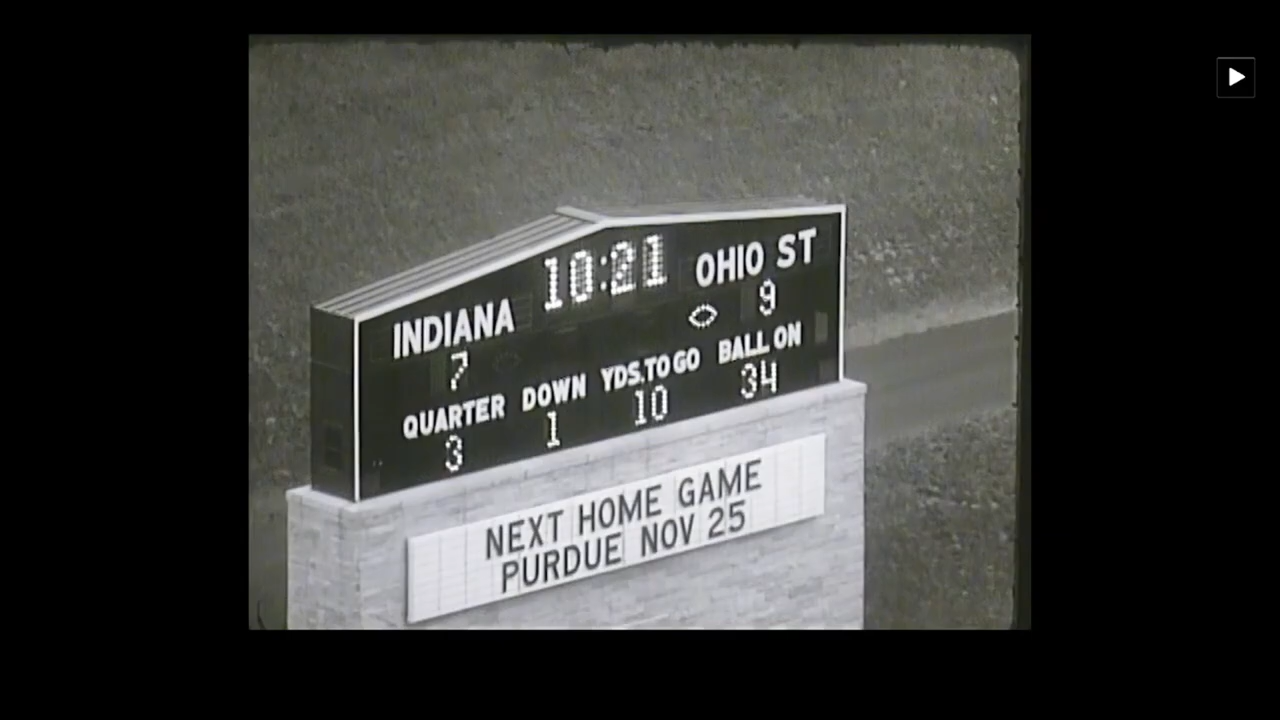 10:21
INDIANA OHIO ST
7 9
QUARTER DOWN YDS.TO GO BALL ON
3 1 10 34
NEXT HOME GAME
PURDUE NOV 25